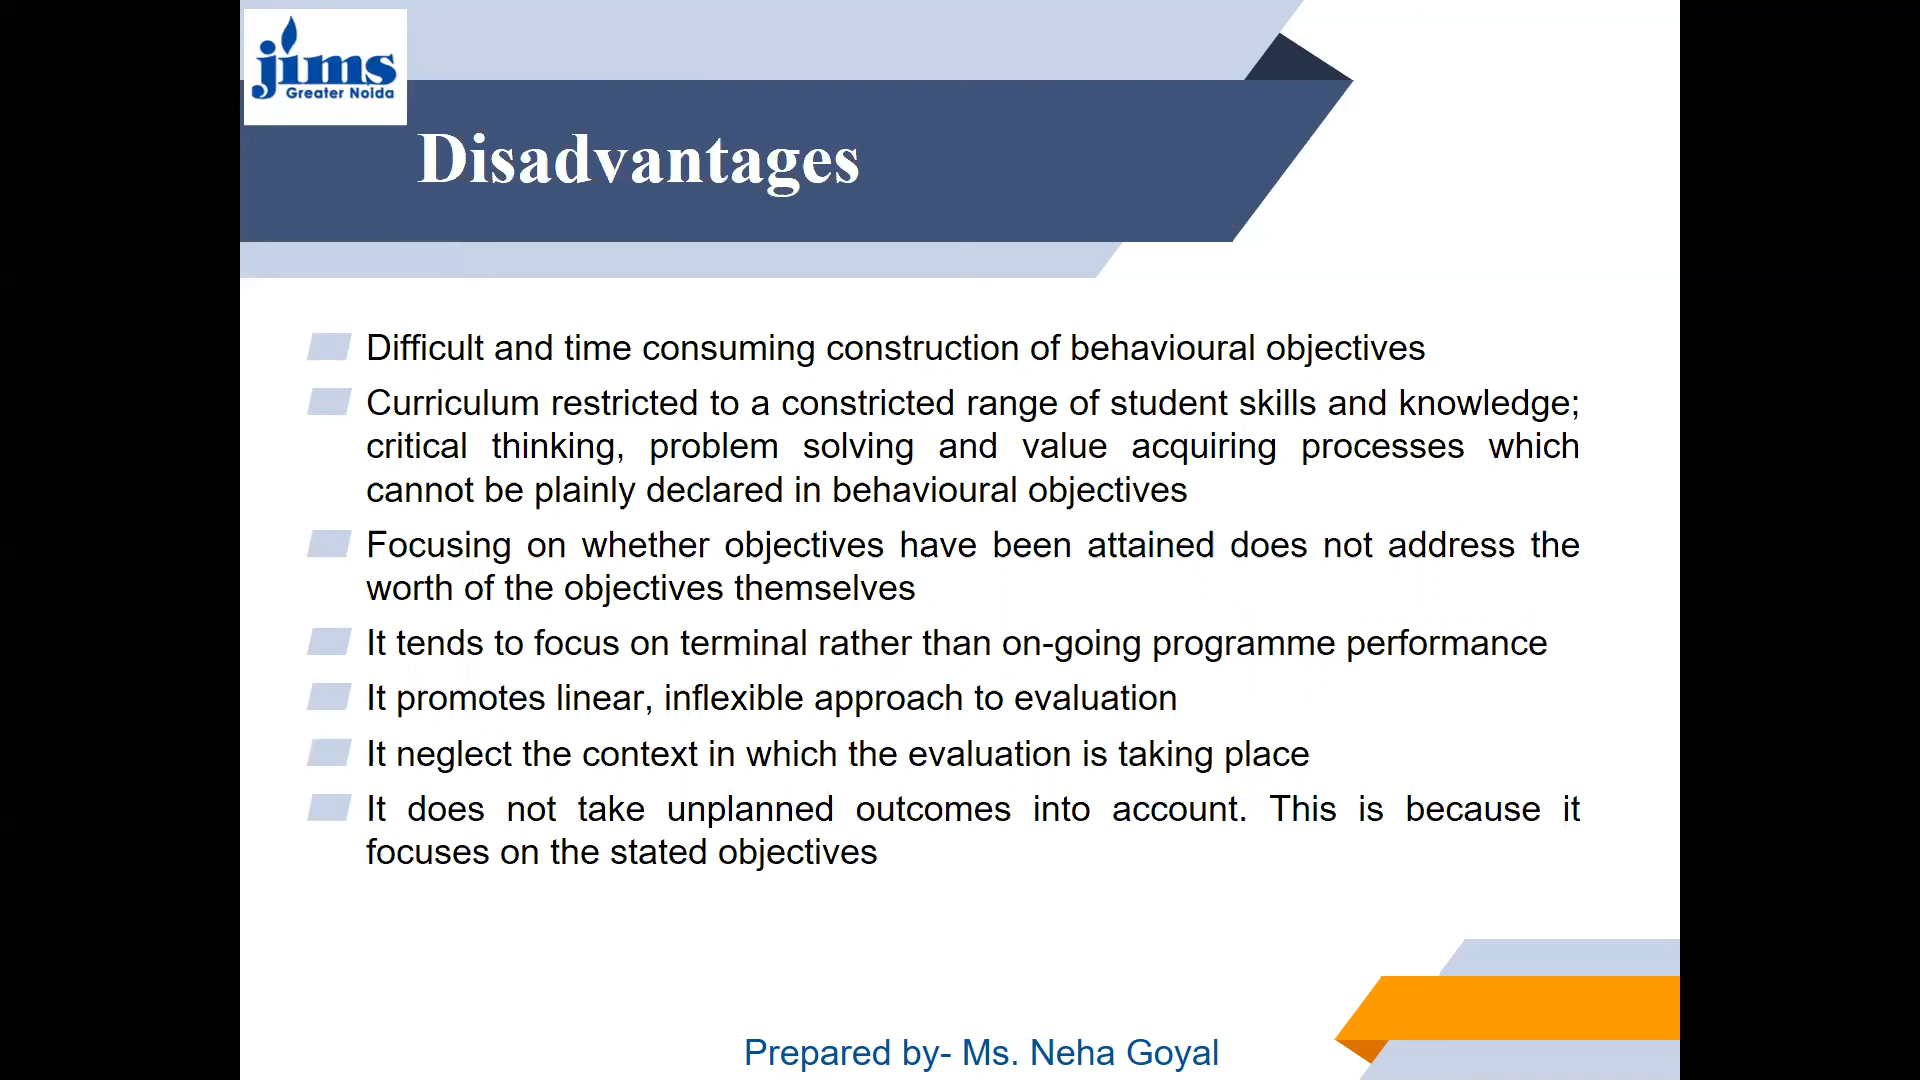 jims
Greater Noida
Disadvantages
Difficult and time consuming construction of behavioural objectives
Curriculum restricted to a constricted range of student skills and knowledge;
critical thinking, problem solving and value acquiring processes which
cannot be plainly declared in behavioural objectives
Focusing on whether objectives have been attained does not address the
worth of the objectives themselves
It tends to focus on terminal rather than on-going programme performance
It promotes linear, inflexible approach to evaluation
It neglect the context in which the evaluation is taking place
It does not take unplanned outcomes into account. This is because it
focuses on the stated objectives
Prepared by- Ms. Neha Goyal